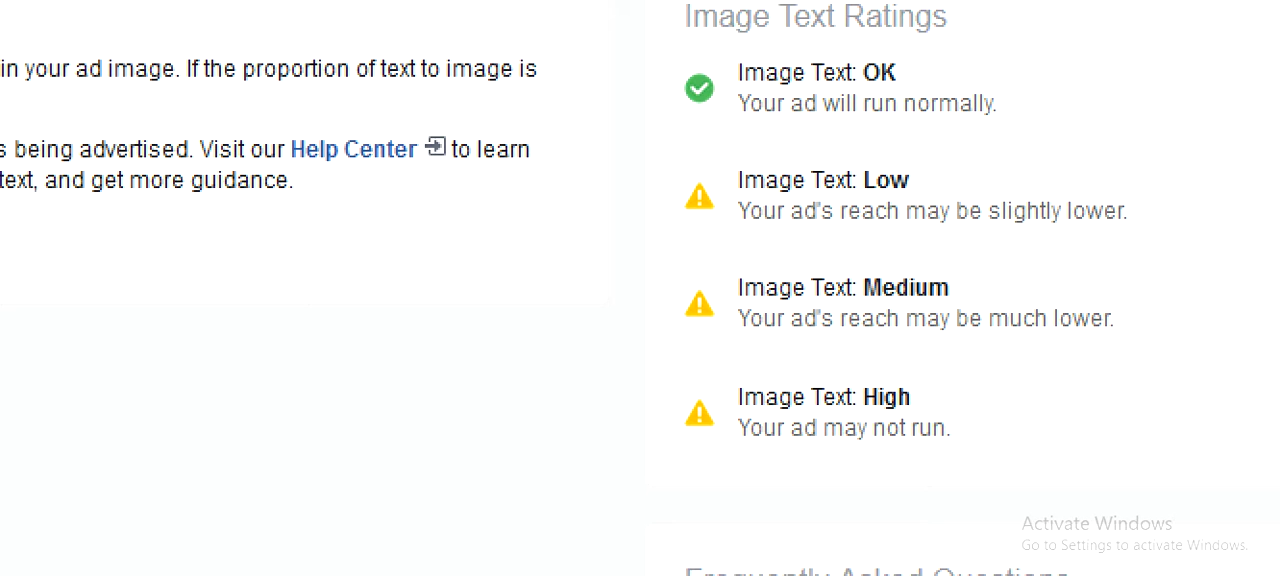 in your ad image. If the proportion of text to image is
s being advertised. Visit our Help Center to learn
text, and get more guidance.
Image Text Ratings
Image Text: OK
Your ad will run normally.
Image Text: Low
Your ad's reach may be slightly lower.
Image Text: Medium
Your ad's reach may be much lower.
Image Text: High
Your ad may not run.
Activate Windows
Go to Settings to activate Windows.
Frequently Asked Questions